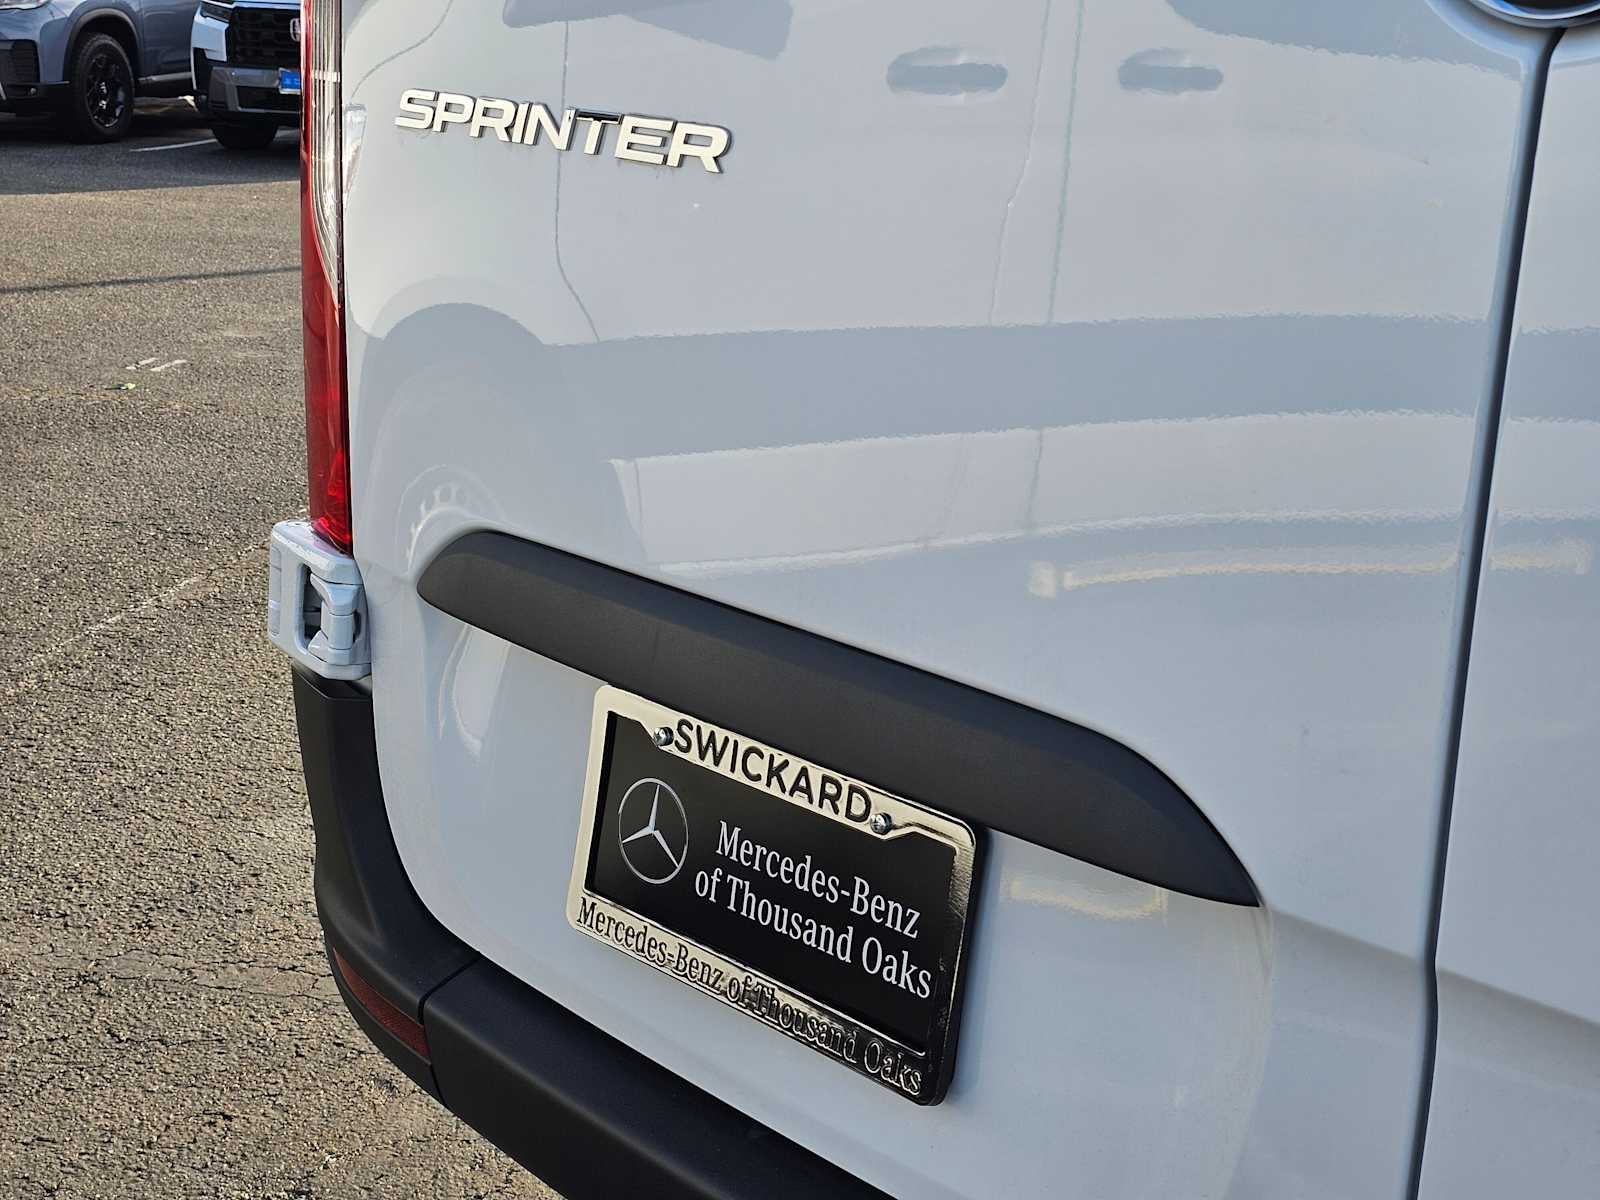 SPRINTER
SWICKARD
Mercedes-Benz
of Thousand Oaks
Mercedes-Benz of Thousand Oaks